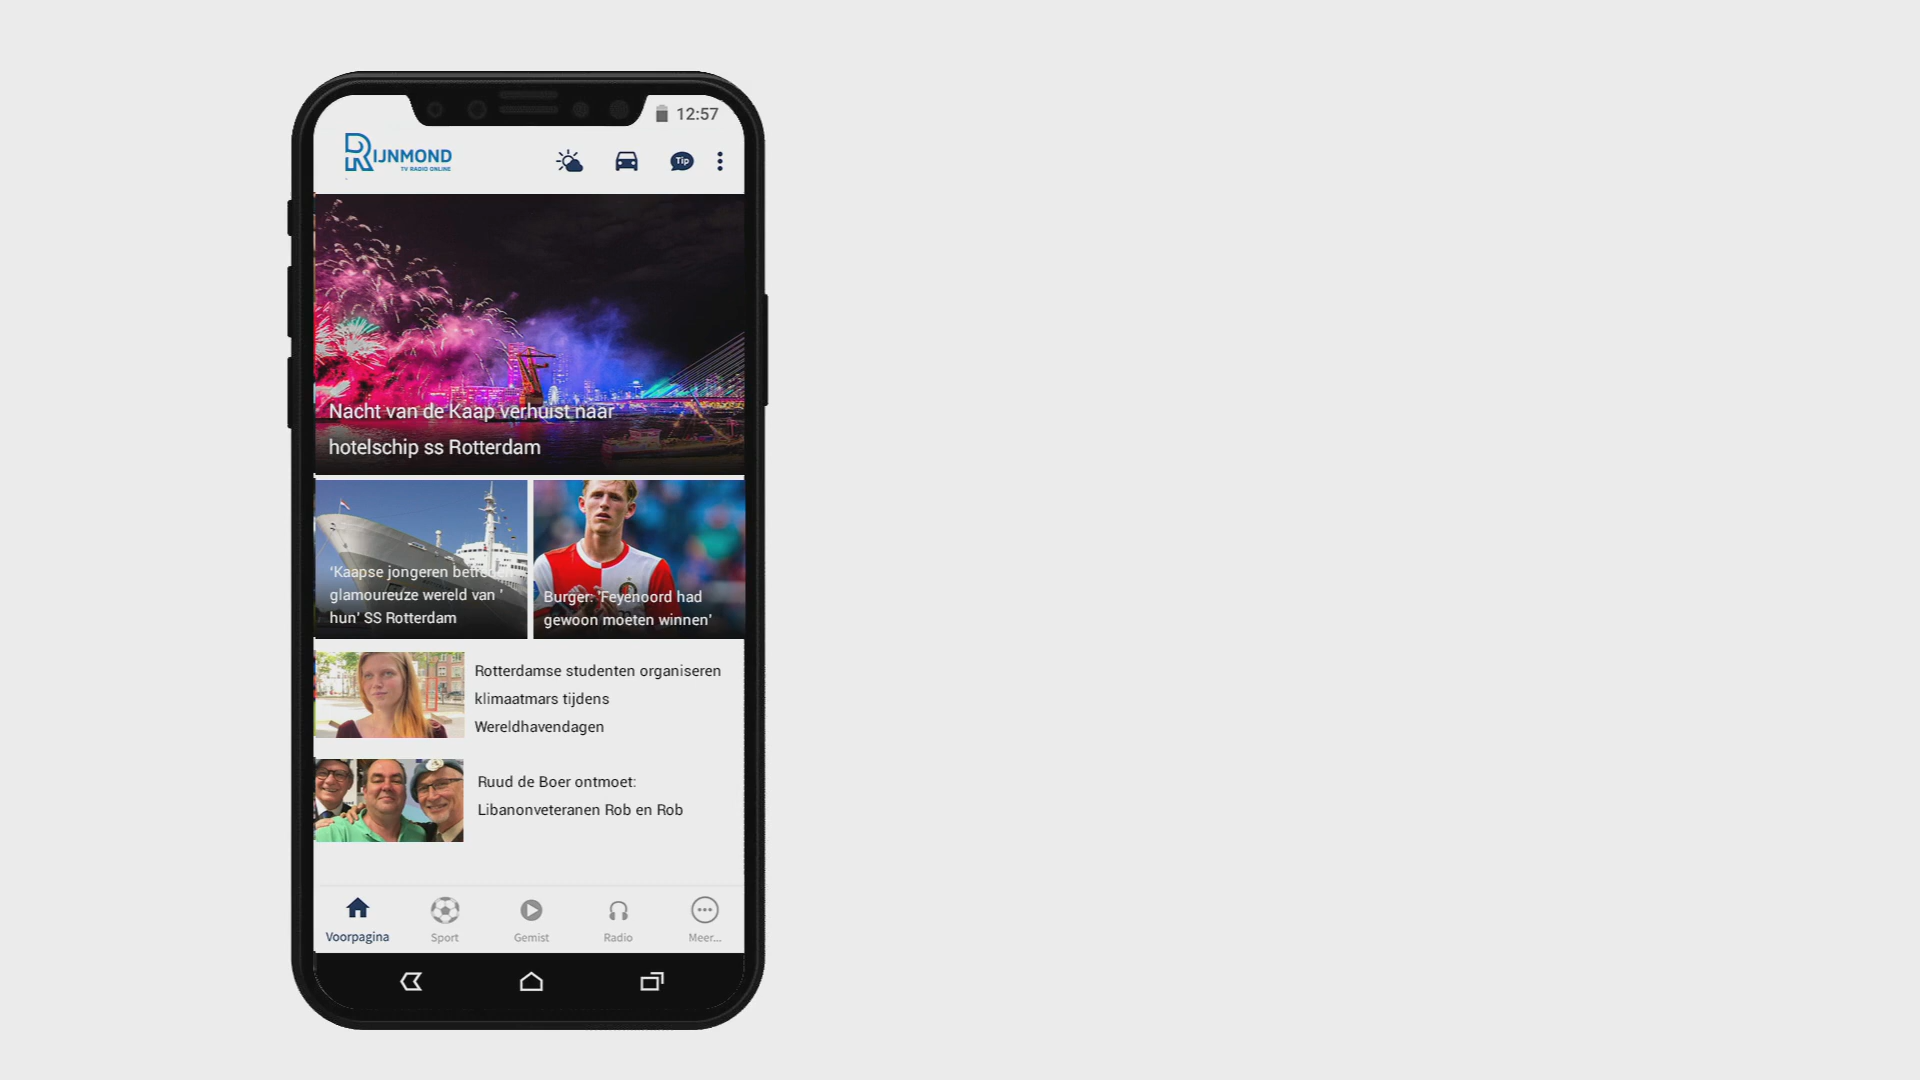 12:57
RIJNMOND
TV RADIO ONLINE
Tip
Nacht van de Kaap verhuist naar
hotelschip ss Rotterdam
‘Kaapse jongeren
glamoureuze wereld van ‘
hun’ SS Rotterdam
Burger: 'Feyenoord had
gewoon moeten winnen'
Rotterdamse studenten organiseren
klimaatmars tijdens
Wereldhavendagen
Ruud de Boer ontmoet:
Libanonveteranen Rob en Rob
Voorpagina
Sport
Gemist
Radio
Meer...